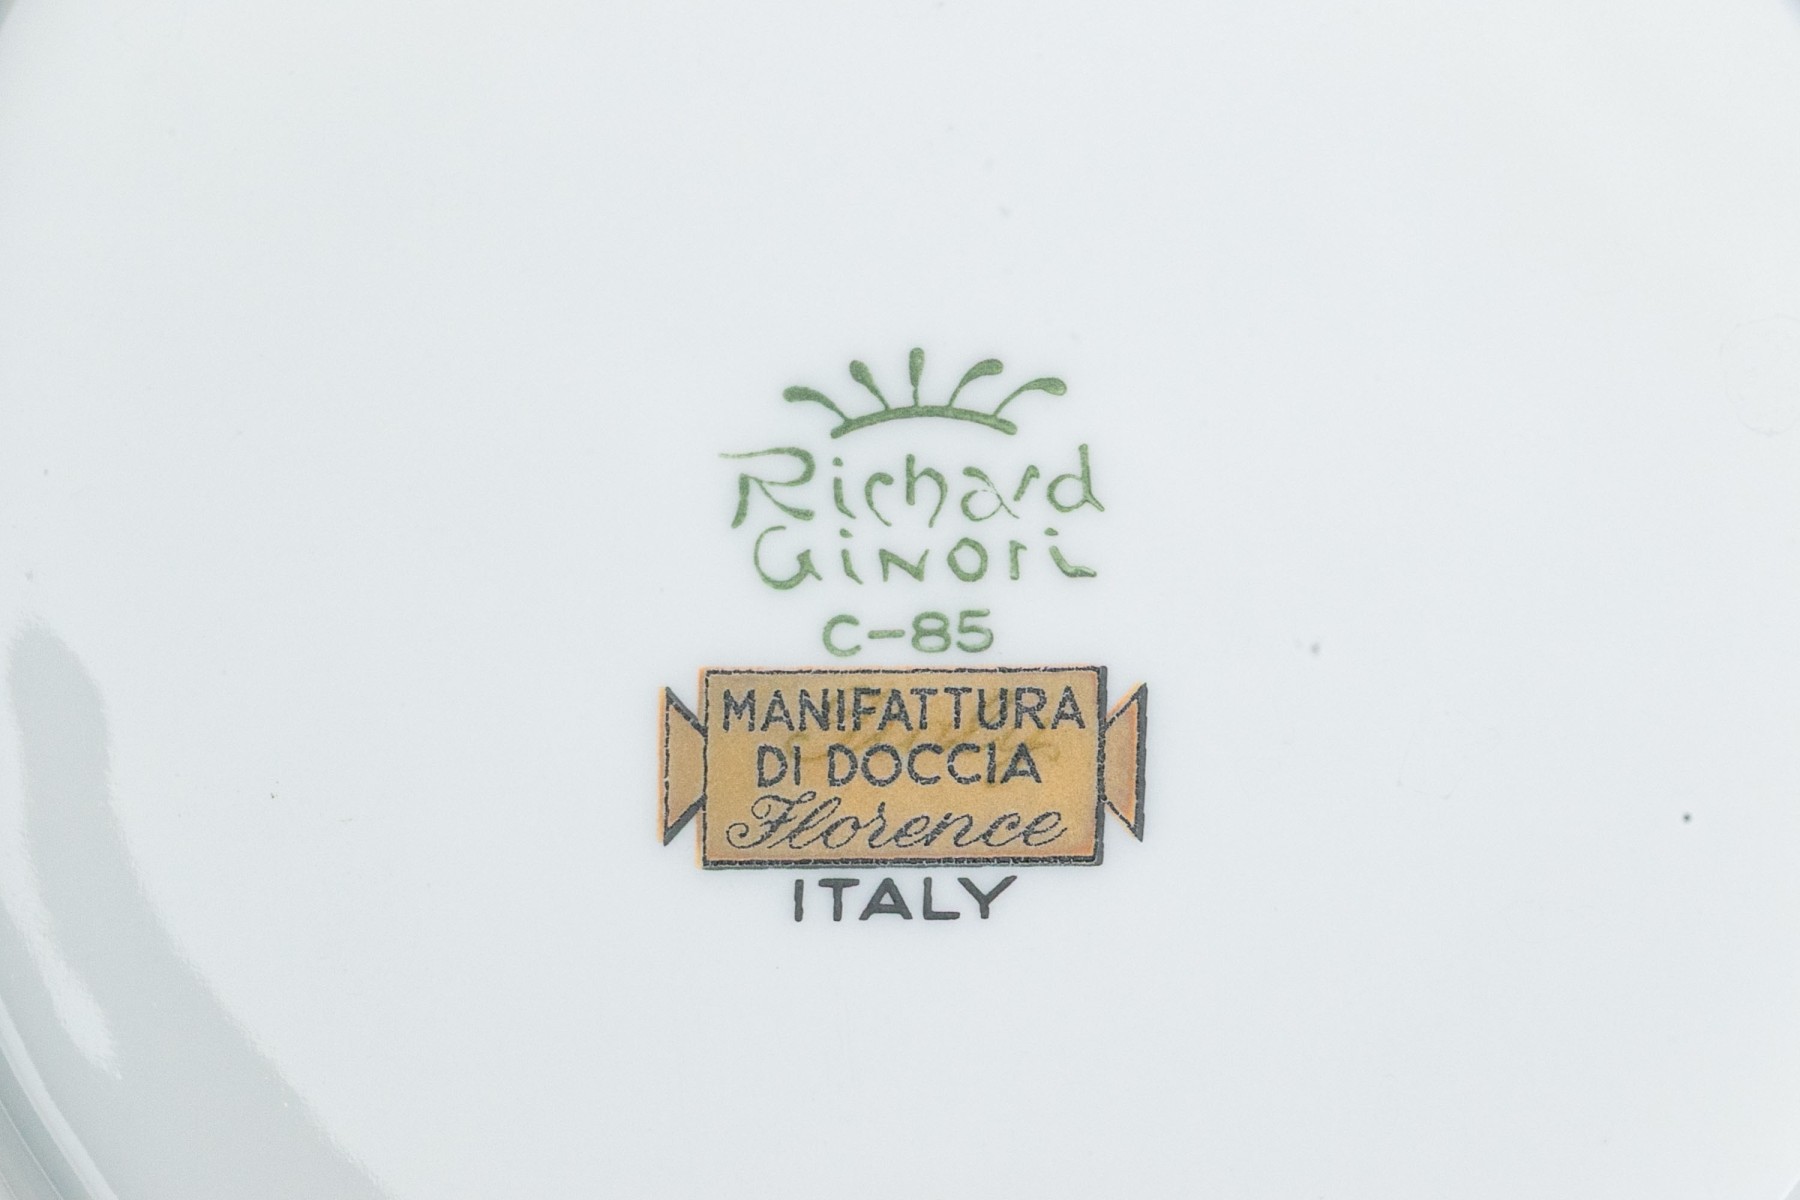 Richard
Ginori
C-85
MANIFATTURA
DI DOCCIA
Florence
ITALY